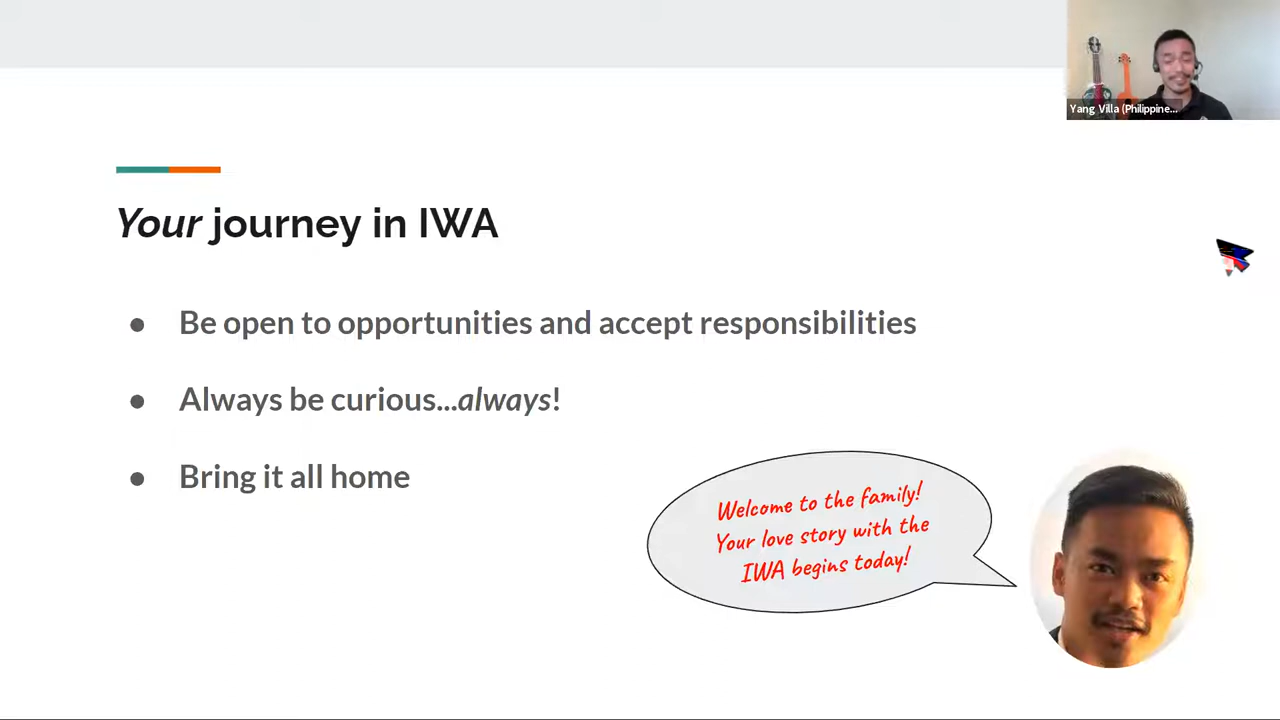 Yang Villa (Philippine...
Your journey in IWA
● Be open to opportunities and accept responsibilities
● Always be curious...always!
● Bring it all home
Welcome to the family!
Your love story with the
IWA begins today!